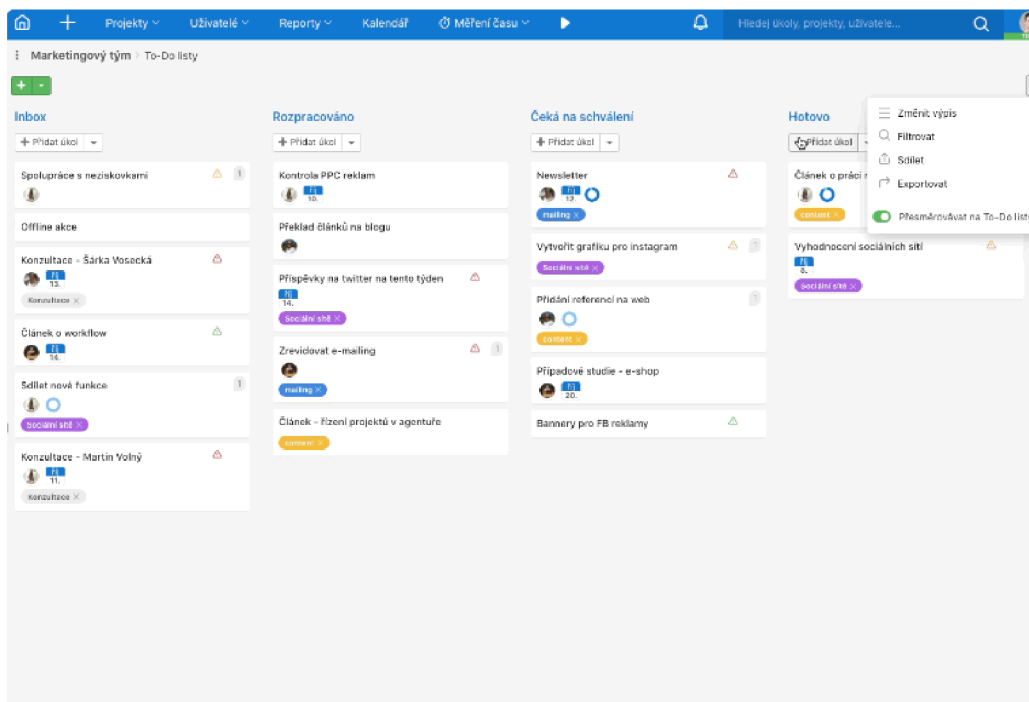 Projekty
Uživatelé
Reporty
Kalendář
Měření času
Hledej úkoly, projekty, uživatele...
Marketingový tým > To-Do listy
Inbox
+ Přidat úkol
Spolupráce s neziskovkami
1
Offline akce
Konzultace - Šárka Vosecká
13.
Konzultace ×
Článek o workflow
14.
Sdílet nové funkce
1
Sociální sítě ×
Konzultace - Martin Volný
11.
Konzultace ×
Rozpracováno
+ Přidat úkol
Kontrola PPC reklam
10.
Překlad článků na blogu
Příspěvky na twitter na tento týden
14.
Sociální sítě ×
Zrevidovat e-mailing
1
mailing ×
Článek - řízení projektů v agentuře
content ×
Čeká na schválení
+ Přidat úkol
Newsletter
12.
mailing ×
Vytvořit grafiku pro instagram
1
Sociální sítě ×
Přidání referencí na web
1
content ×
Případové studie - e-shop
20.
Bannery pro FB reklamy
Hotovo
Přidat úkol
Článek o práci
content ×
Vyhodnocení sociálních sítí
Sociální sítě ×
Změnit výpis
Filtrovat
Sdílet
Exportovat
Přesměrovávat na To-Do listy